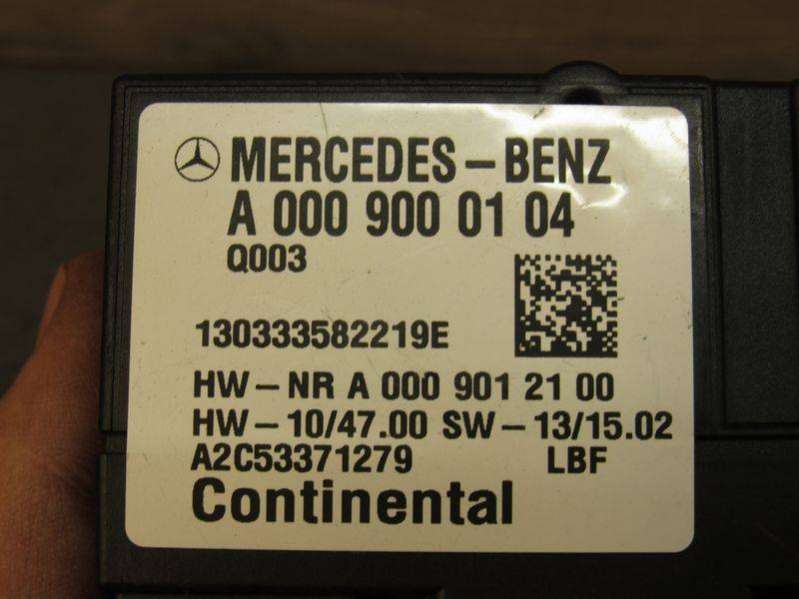 MERCEDES-BENZ
A 000 900 01 04
Q003
130333582219E
HW-NR A 000 901 21 00
HW-10/47.00 SW-13/15.02
A2C53371279 LBF
Continental